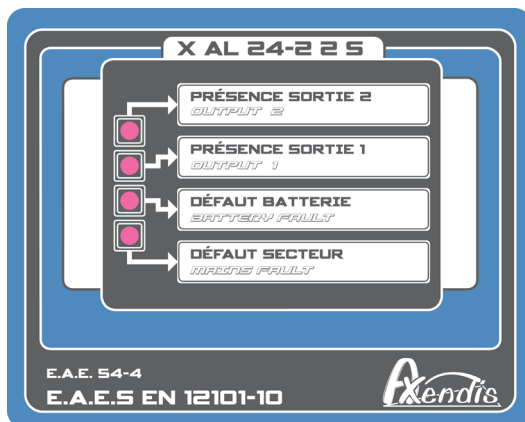 X AL 24-2 2 S
PRÉSENCE SORTIE 2
OUTPUT 2
PRÉSENCE SORTIE 1
OUTPUT 1
DÉFAUT BATTERIE
BATTERY FAULT
DÉFAUT SECTEUR
MAINS FAULT
E.A.E. 54-4
E.A.E.S EN 12101-10
Axendis